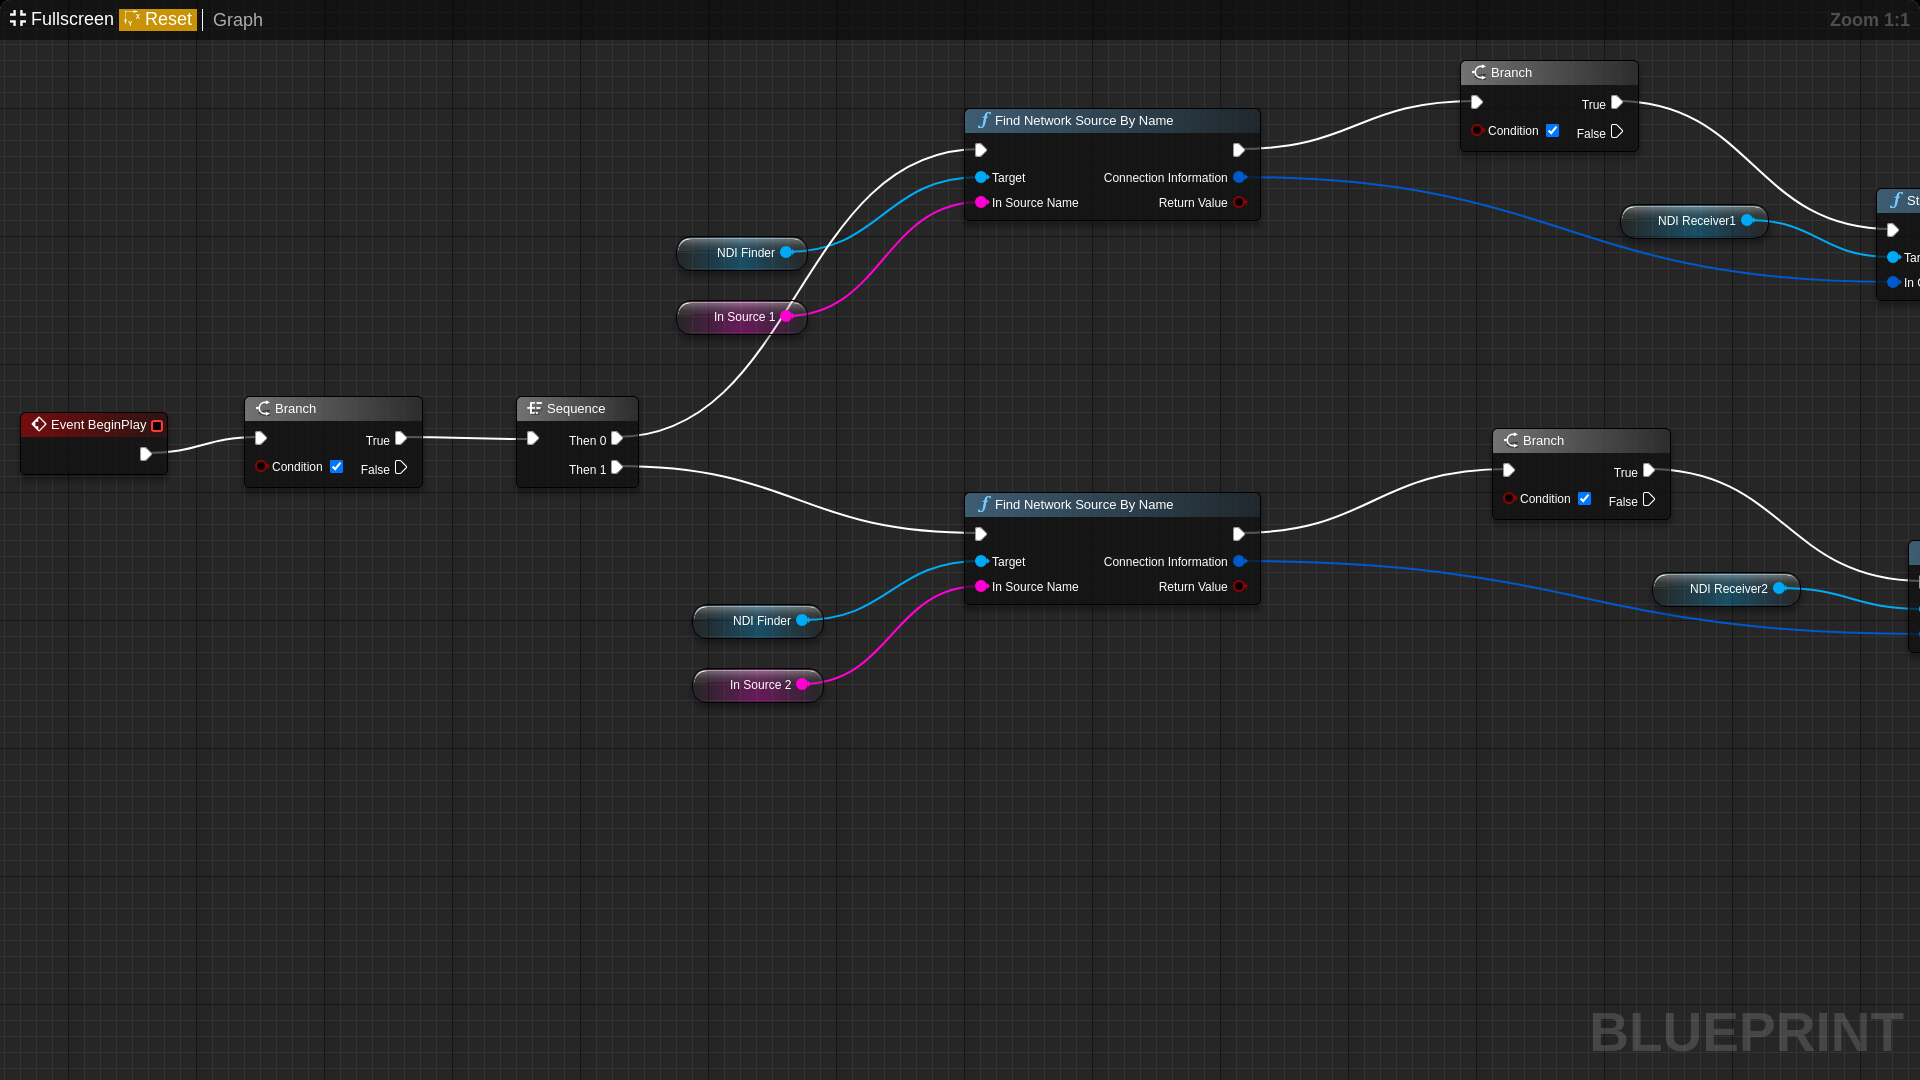 Fullscreen Reset Graph
Zoom 1:1
Branch
True
Condition
False
Find Network Source By Name
Target
Connection Information
In Source Name
Return Value
St
NDI Receiver1
Tar
In
NDI Finder
In Source 1
Event BeginPlay
Branch
True
Condition
False
Sequence
Then 0
Then 1
Branch
True
Condition
False
Find Network Source By Name
Target
Connection Information
In Source Name
Return Value
NDI Receiver2
NDI Finder
In Source 2
BLUEPRINT